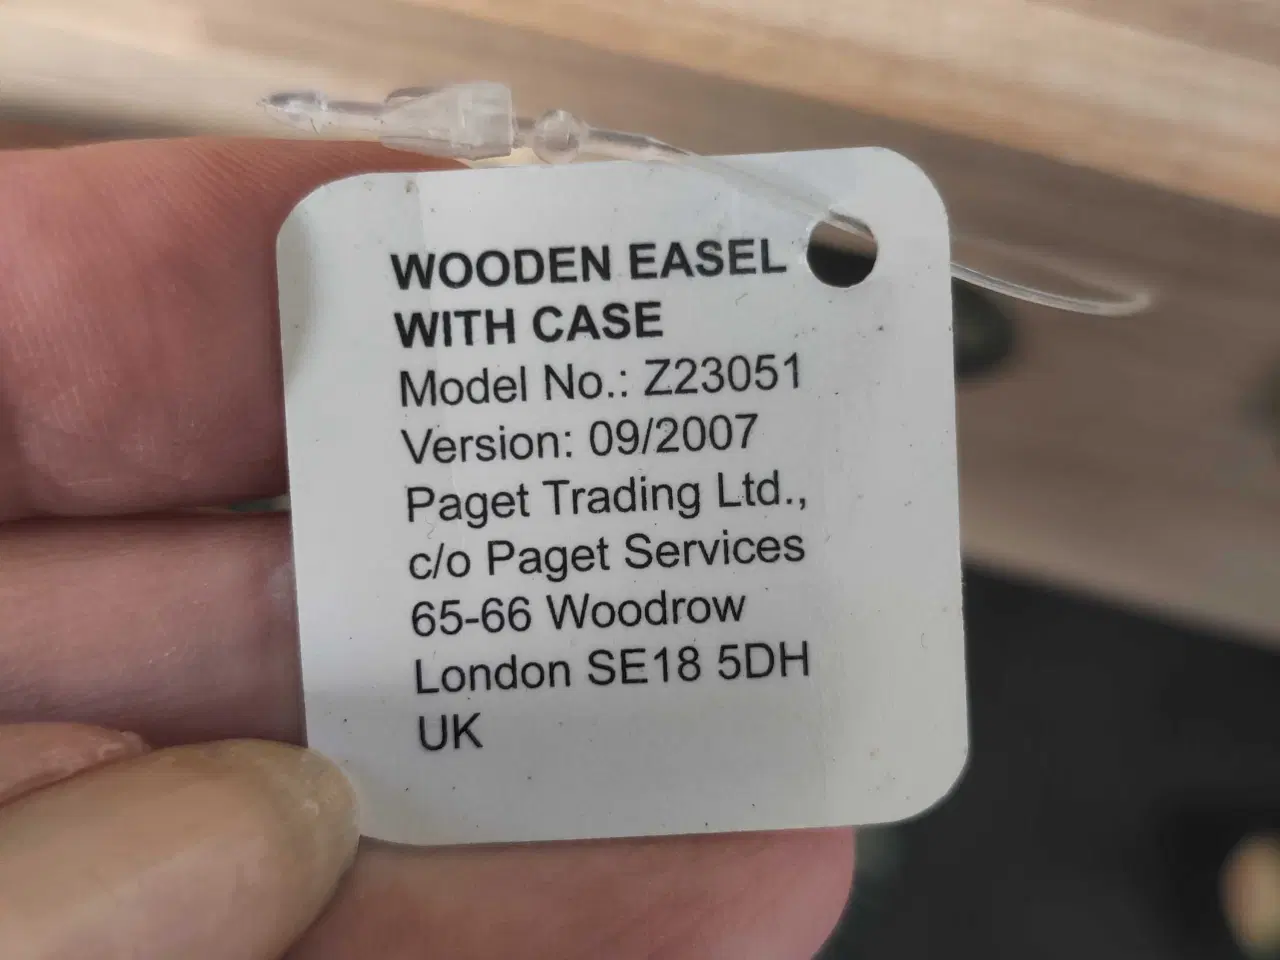 WOODEN EASEL
WITH CASE
Model No.: Z23051
Version: 09/2007
Paget Trading Ltd.,
c/o Paget Services
65-66 Woodrow
London SE18 5DH
UK